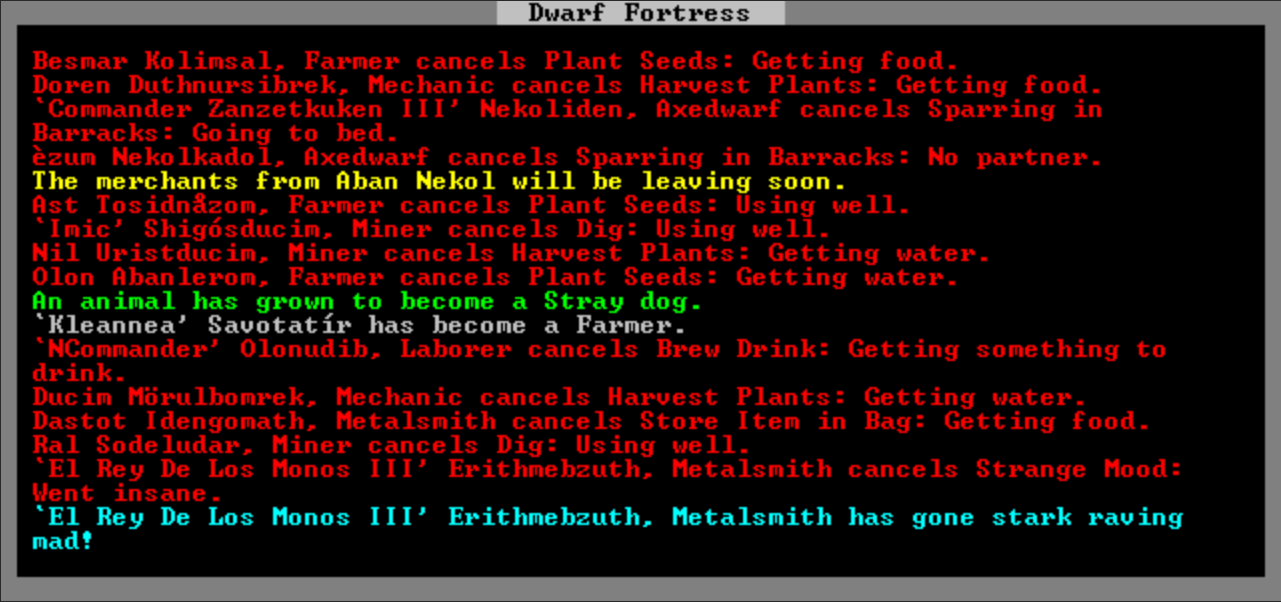 Dwarf Fortress
Besmar Kolimsal, Farmer cancels Plant Seeds: Getting food.
Doren Duthnursibrek, Mechanic cancels Harvest Plants: Getting food.
`Commander Zanzetkuken III' Nekoliden, Axedwarf cancels Sparring in
Barracks: Going to bed.
èzum Nekolkadol, Axedwarf cancels Sparring in Barracks: No partner.
The merchants from Aban Nekol will be leaving soon.
Ast Tosidnåzom, Farmer cancels Plant Seeds: Using well.
`Imic' Shigósducim, Miner cancels Dig: Using well.
Nil Uristducim, Miner cancels Harvest Plants: Getting water.
Olon Abanlerom, Farmer cancels Plant Seeds: Getting water.
An animal has grown to become a Stray dog.
`Kleannea' Savotatír has become a Farmer.
`NCommander' Olonudib, Laborer cancels Brew Drink: Getting something to
drink.
Ducim Mörulbomrek, Mechanic cancels Harvest Plants: Getting water.
Dastot Idengomath, Metalsmith cancels Store Item in Bag: Getting food.
Ral Sodeludar, Miner cancels Dig: Using well.
`El Rey De Los Monos III' Erithmebzuth, Metalsmith cancels Strange Mood:
Went insane.
`El Rey De Los Monos III' Erithmebzuth, Metalsmith has gone stark raving
mad!